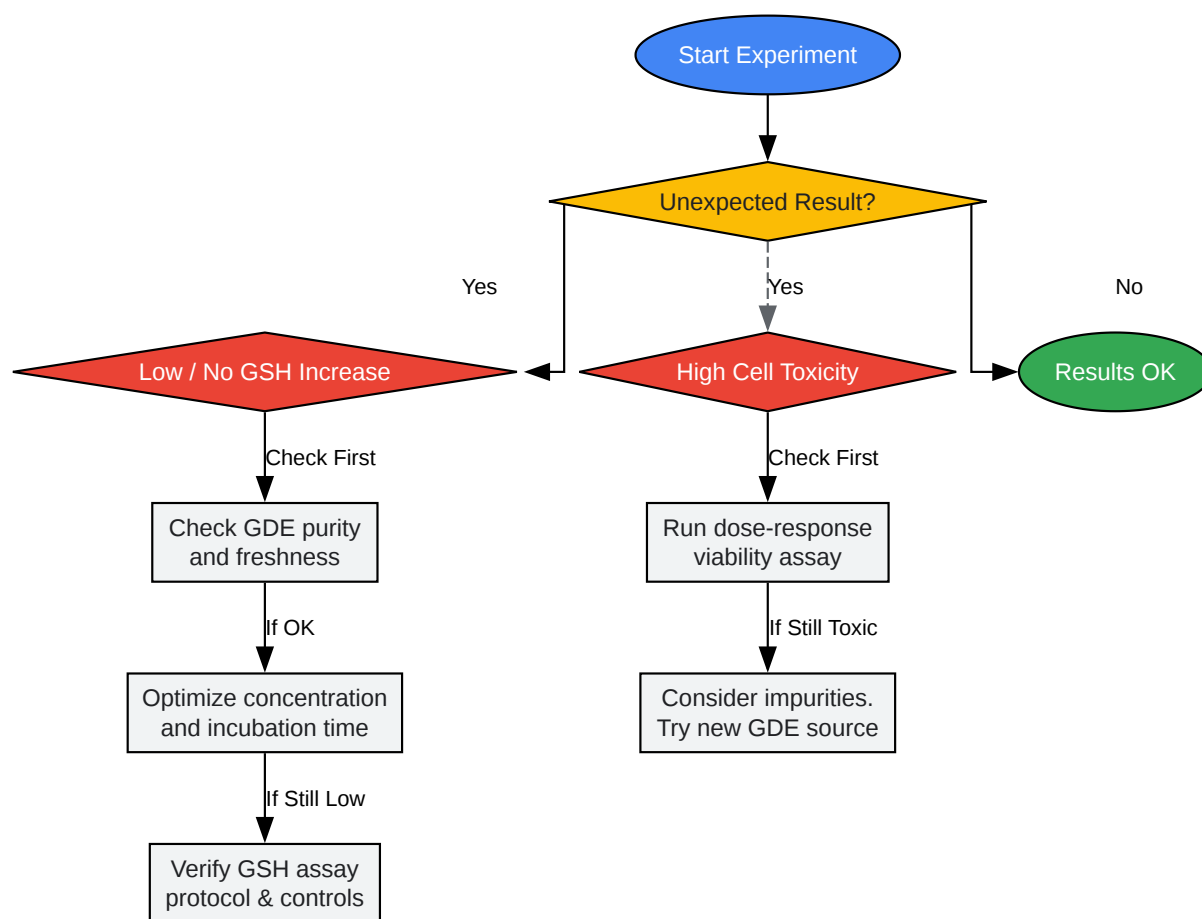 Start Experiment
Unexpected Result?
Yes
Yes
No
Low / No GSH Increase
High Cell Toxicity
Results OK
Check First
Check First
Check GDE purity
and freshness
Run dose-response
viability assay
If OK
If Still Toxic
Optimize concentration
and incubation time
Consider impurities.
Try new GDE source
If Still Low
Verify GSH assay
protocol & controls